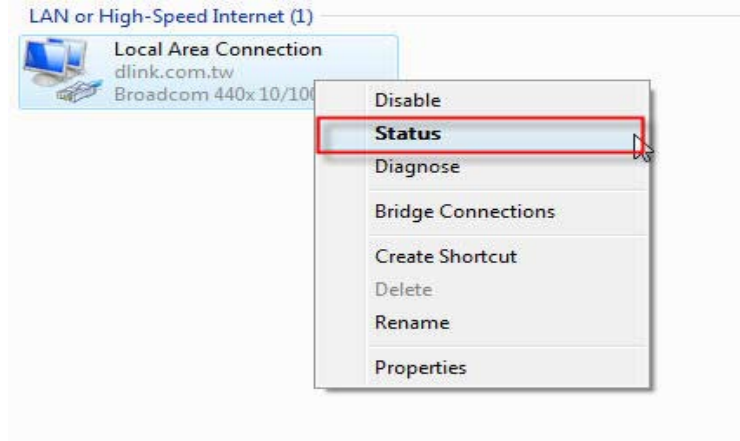 LAN or High-Speed Internet (1)
Local Area Connection
dlink.com.tw
Broadcom 440x 10/100
Disable
Status
Diagnose
Bridge Connections
Create Shortcut
Delete
Rename
Properties